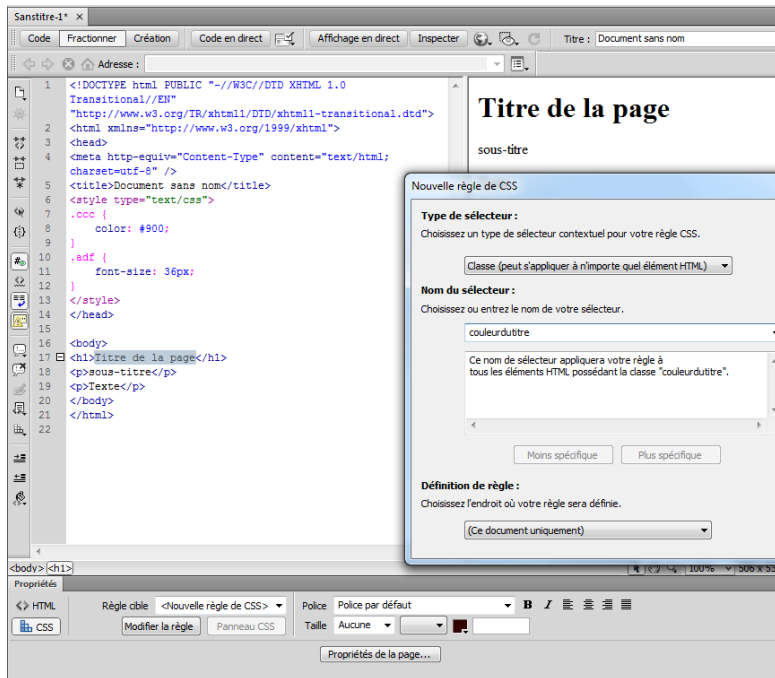 Sanstitre-1* ×
Code Fractionner Création Code en direct Affichage en direct Inspecter Titre : Document sans nom
Adresse :
1 <!DOCTYPE html PUBLIC "-//W3C//DTD XHTML 1.0
Transitional//EN"
"http://www.w3.org/TR/xhtml1/DTD/xhtml1-transitional.dtd">
2 <html xmlns="http://www.w3.org/1999/xhtml">
3 <head>
4 <meta http-equiv="Content-Type" content="text/html;
charset=utf-8" />
5 <title>Document sans nom</title>
6 <style type="text/css">
7 .ccc {
8 color: #900;
9 }
10 .adf {
11 font-size: 36px;
12 }
13 </style>
14 </head>
15
16 <body>
17 <h1>Titre de la page</h1>
18 <p>sous-titre</p>
19 <p>Texte</p>
20 </body>
21 </html>
22
Titre de la page
sous-titre
Nouvelle règle de CSS
Type de sélecteur :
Choisissez un type de sélecteur contextuel pour votre règle CSS.
Classe (peut s'appliquer à n'importe quel élément HTML)
Nom du sélecteur :
Choisissez ou entrez le nom de votre sélecteur.
couleurdutitre
Ce nom de sélecteur appliquera votre règle à
tous les éléments HTML possédant la classe "couleurdutitre".
Moins spécifique Plus spécifique
Définition de règle :
Choisissez l'endroit où votre règle sera définie.
(Ce document uniquement)
<body> <h1> 100% 506 x 53
Propriétés
<> HTML Règle cible <Nouvelle règle de CSS> Police Police par défaut B I
CSS Modifier la règle Panneau CSS Taille Aucune
Propriétés de la page...